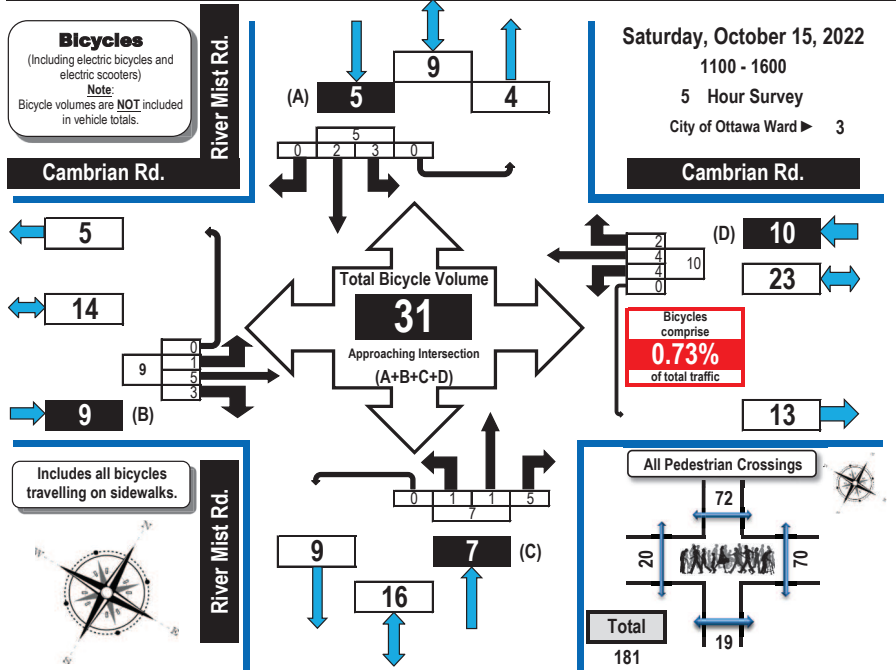 Bicycles
(Including electric bicycles and
electric scooters)
Note:
Bicycle volumes are NOT included
in vehicle totals.
River Mist Rd.
Cambrian Rd.
(A)
5
9
4
5
0 2 3 0
Saturday, October 15, 2022
1100 - 1600
5 Hour Survey
City of Ottawa Ward ► 3
Cambrian Rd.
5
14
9
0
1
5
3
9 (B)
Total Bicycle Volume
31
Approaching Intersection
(A+B+C+D)
2
4
4
0
10
(D) 10
23
Bicycles
comprise
0.73%
of total traffic
13
Includes all bicycles
travelling on sidewalks.
River Mist Rd.
N
W
E
S
0 1 1 5
7
9
7 (C)
16
All Pedestrian Crossings
72
20
70
19
Total
181